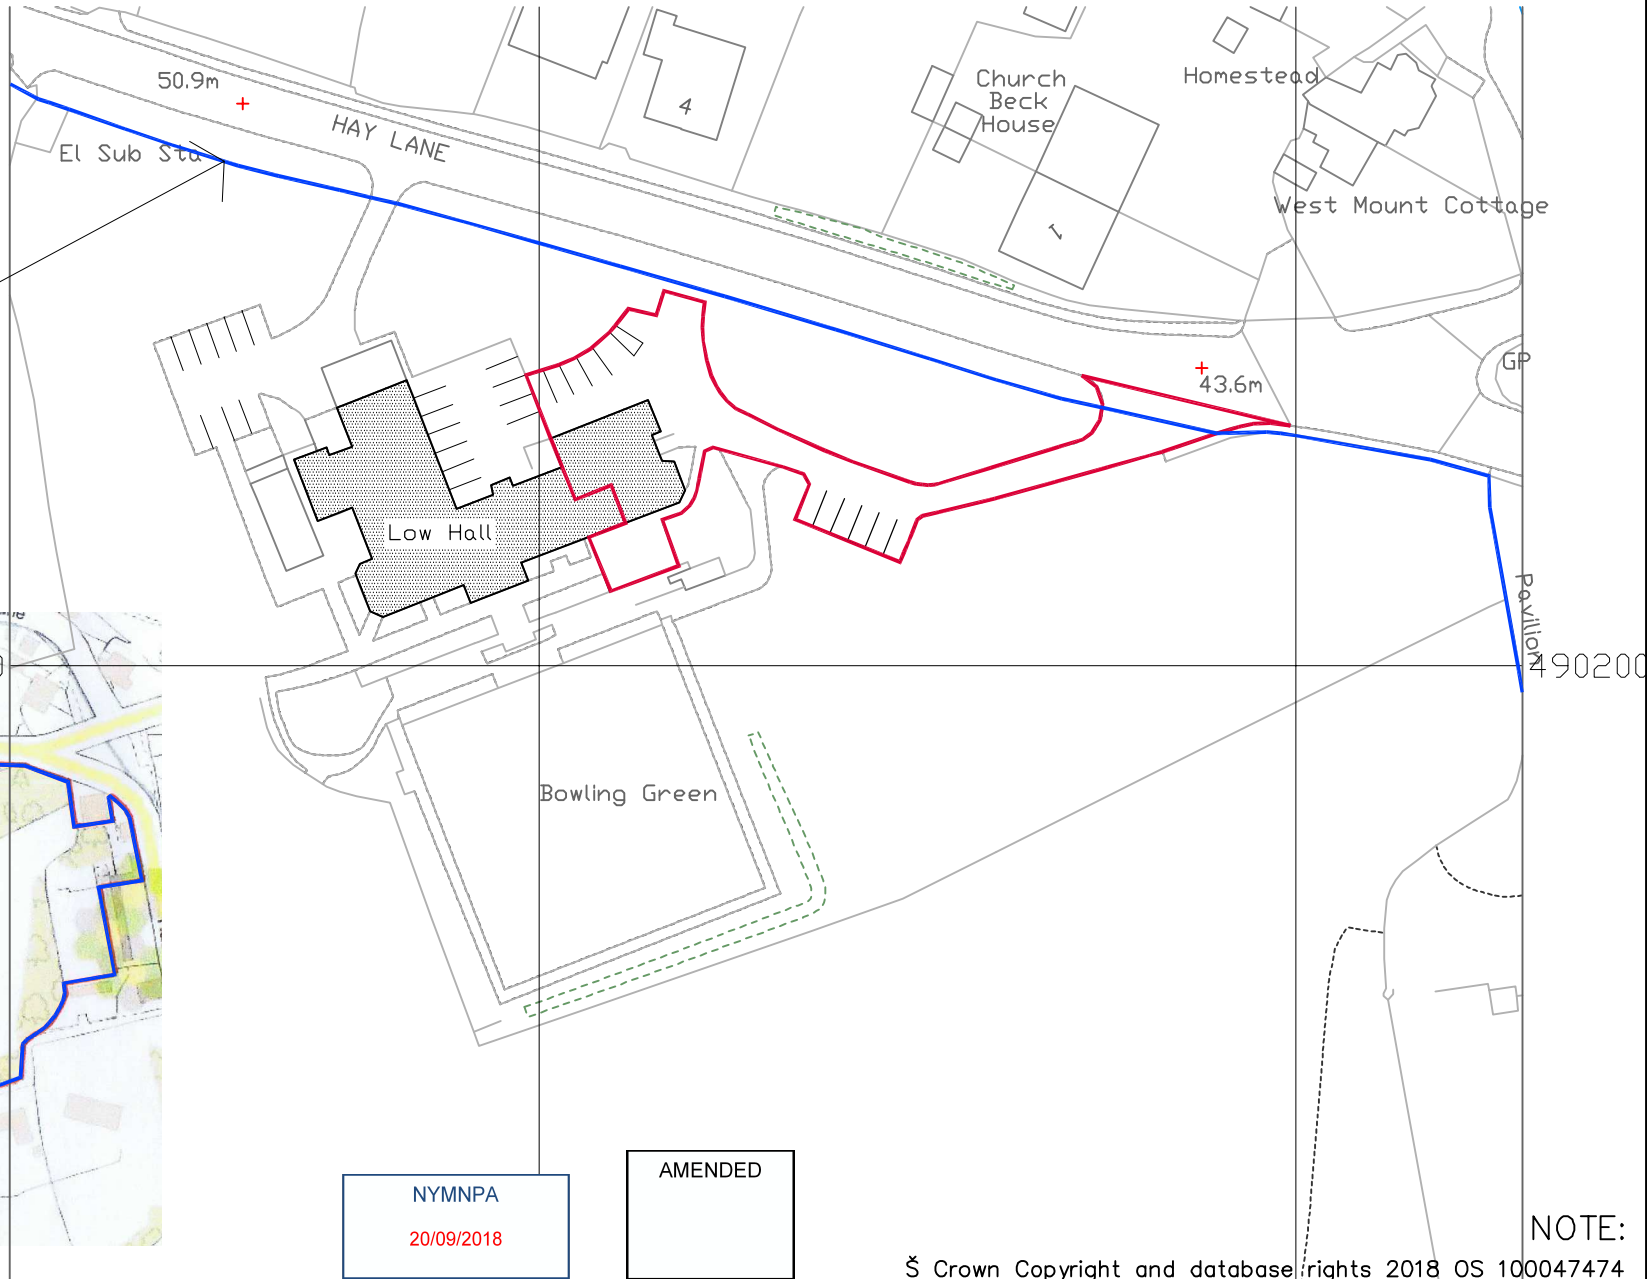 50.9m
HAY LANE
El Sub Sta
4
Church
Beck
House
1
Homestead
West Mount Cottage
GP
43.6m
Low Hall
Pavilion
490200
Bowling Green
NYMNPA
20/09/2018
AMENDED
NOTE:
Š Crown Copyright and database rights 2018 OS 100047474